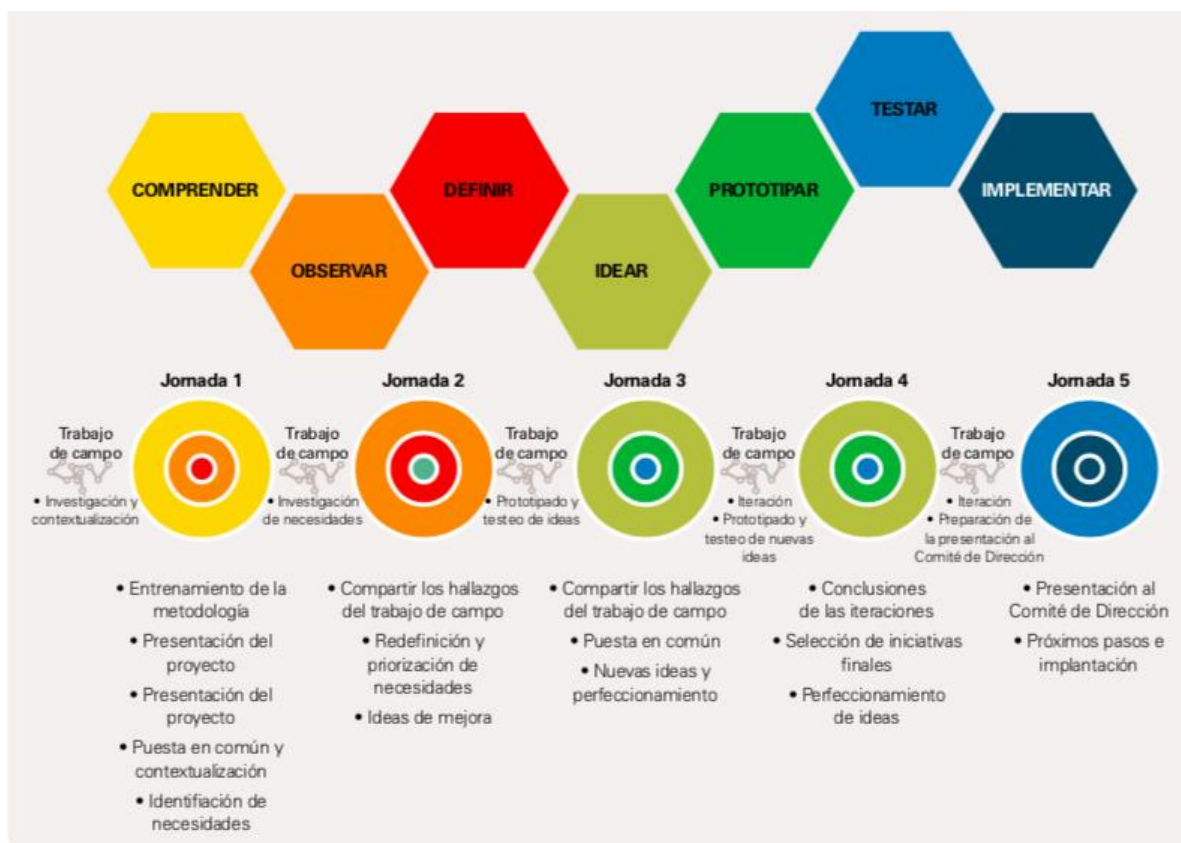 COMPRENDER
OBSERVAR
DEFINIR
IDEAR
PROTOTIPAR
TESTAR
IMPLEMENTAR
Trabajo
de campo
• Investigación y
contextualización
Jornada 1
• Entrenamiento de la
metodología
• Presentación del
proyecto
• Presentación del
proyecto
• Puesta en común y
contextualización
• Identifiación de
necesidades
Trabajo
de campo
• Investigación
de necesidades
Jornada 2
• Compartir los hallazgos
del trabajo de campo
• Redefinición y
priorización de
necesidades
• Ideas de mejora
Trabajo
de campo
• Prototipado y
testeo de ideas
Jornada 3
• Compartir los hallazgos
del trabajo de campo
• Puesta en común
• Nuevas ideas y
perfeccionamiento
Trabajo
de campo
• Iteración
• Prototipado y
testeo de nuevas
ideas
Jornada 4
• Conclusiones
de las iteraciones
• Selección de iniciativas
finales
• Perfeccionamiento
de ideas
Trabajo
de campo
• Iteración
• Preparación de
la presentación al
Comité de Dirección
Jornada 5
• Presentación al
Comité de Dirección
• Próximos pasos e
implantación